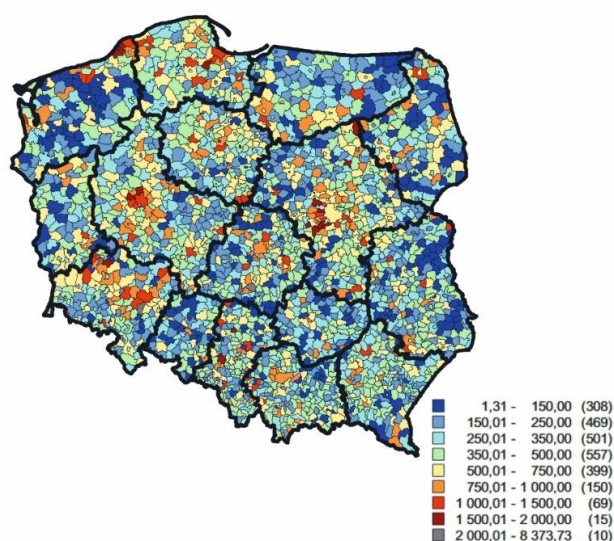 1,31 - 150,00 (308)
150,01 - 250,00 (469)
250,01 - 350,00 (501)
350,01 - 500,00 (557)
500,01 - 750,00 (399)
750,01 - 1 000,00 (150)
1 000,01 - 1 500,00 (69)
1 500,01 - 2 000,00 (15)
2 000,01 - 8 373,73 (10)